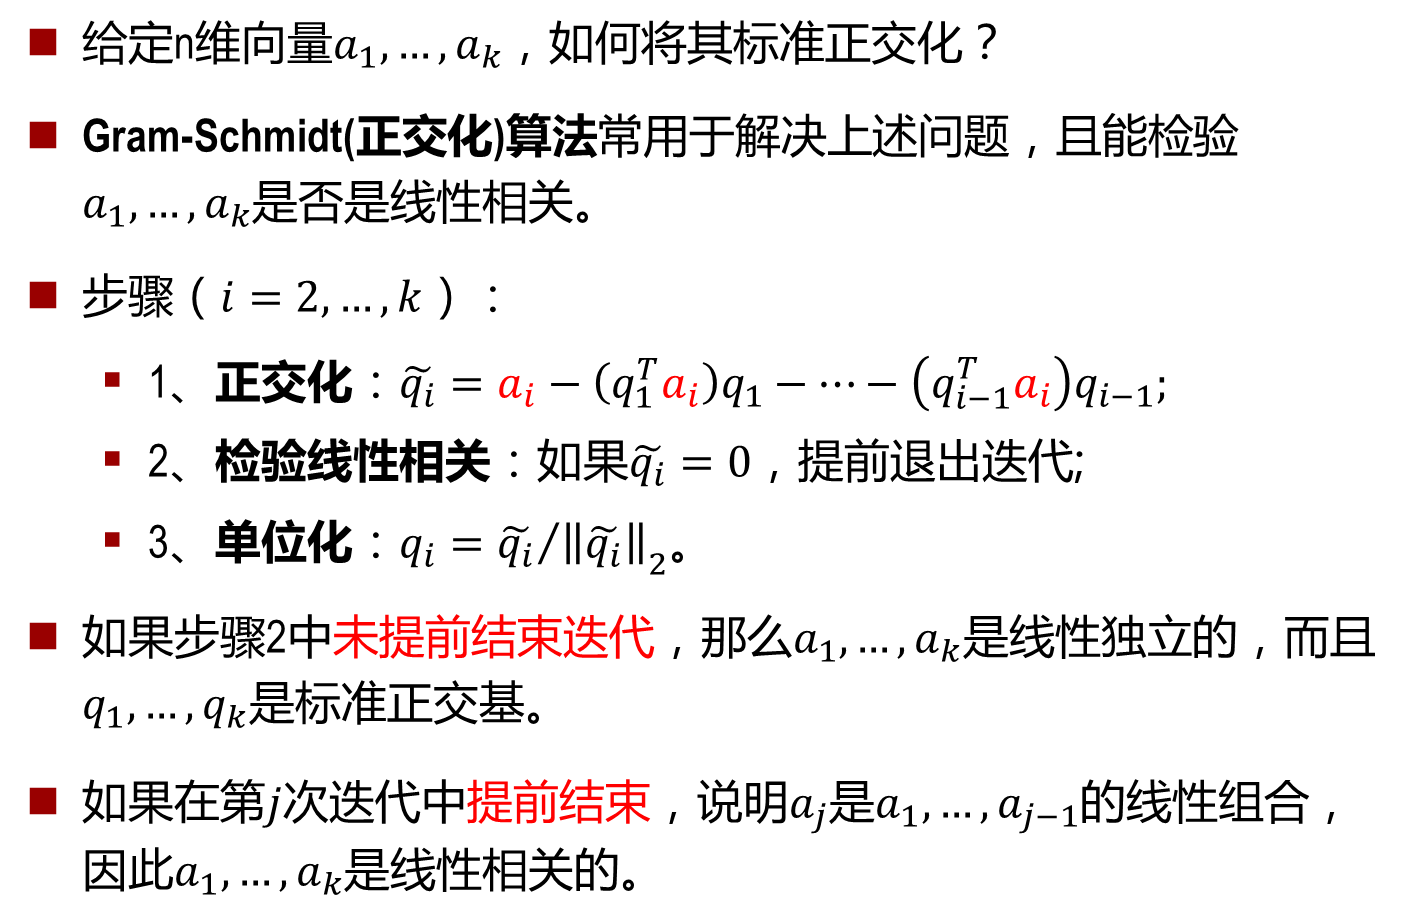 ■ 给定n维向量𝑎₁, … , 𝑎ₖ，如何将其标准正交化？
■ Gram-Schmidt(正交化)算法常用于解决上述问题，且能检验
𝑎₁, … , 𝑎ₖ是否是线性相关。
■ 步骤（𝑖 = 2, … , 𝑘）：
▪ 1、正交化：q̃ᵢ = aᵢ − (q₁ᵀaᵢ)q₁ − ⋯ − (qᵢ₋₁ᵀaᵢ)qᵢ₋₁;
▪ 2、检验线性相关：如果q̃ᵢ = 0，提前退出迭代;
▪ 3、单位化：qᵢ = q̃ᵢ/‖q̃ᵢ‖₂。
■ 如果步骤2中未提前结束迭代，那么𝑎₁, … , 𝑎ₖ是线性独立的，而且
𝑞₁, … , 𝑞ₖ是标准正交基。
■ 如果在第𝑗次迭代中提前结束，说明𝑎ⱼ是𝑎₁, … , 𝑎ⱼ₋₁的线性组合，
因此𝑎₁, … , 𝑎ₖ是线性相关的。